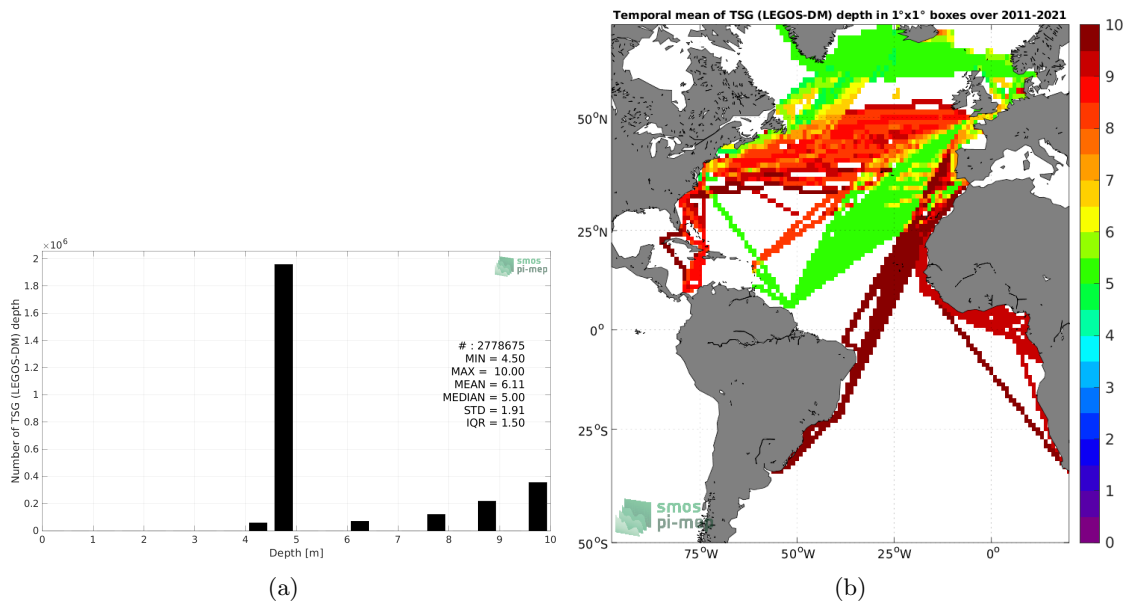 Temporal mean of TSG (LEGOS-DM) depth in 1°x1° boxes over 2011-2021
×10⁶
2
1.8
1.6
1.4
1.2
1
0.8
0.6
0.4
0.2
0
Number of TSG (LEGOS-DM) depth
smos
pi-mep
# : 2778675
MIN = 4.50
MAX = 10.00
MEAN = 6.11
MEDIAN = 5.00
STD = 1.91
IQR = 1.50
0 1 2 3 4 5 6 7 8 9 10
Depth [m]
(a)
50°N
25°N
0°
25°S
50°S
smos
pi-mep
75°W 50°W 25°W 0°
10
9
8
7
6
5
4
3
2
1
0
(b)